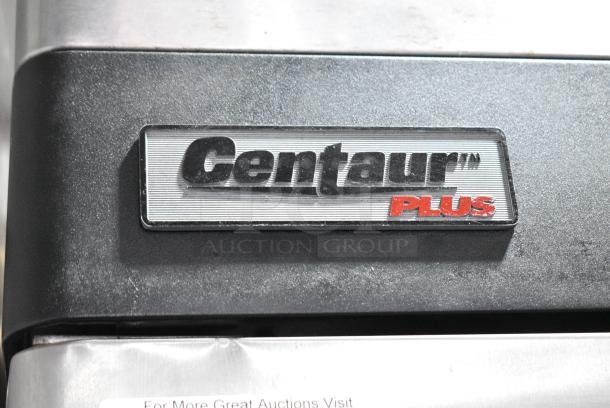 Centaur™
PLUS
AUCTION GROUP
For More Great Auctions Visit